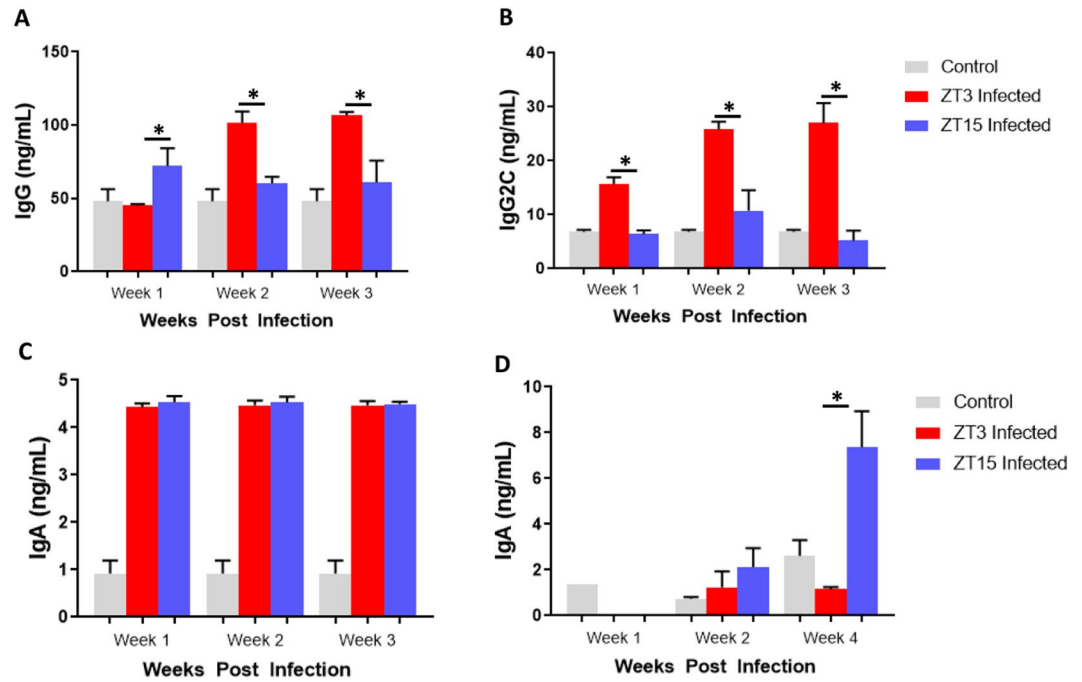 A
IgG (ng/mL)
150
100
50
0
*
*
*
Week 1 Week 2 Week 3
Weeks Post Infection
B
IgG2C (ng/mL)
40
30
20
10
0
*
*
*
Week 1 Week 2 Week 3
Weeks Post Infection
Control
ZT3 Infected
ZT15 Infected
C
IgA (ng/mL)
5
4
3
2
1
0
Week 1 Week 2 Week 3
Weeks Post Infection
D
IgA (ng/mL)
10
8
6
4
2
0
*
Week 1 Week 2 Week 4
Weeks Post Infection
Control
ZT3 Infected
ZT15 Infected